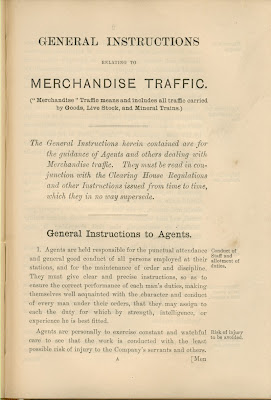 GENERAL INSTRUCTIONS
RELATING TO
MERCHANDISE TRAFFIC.
("Merchandise" Traffic means and includes all traffic carried
by Goods, Live Stock, and Mineral Trains.)
The General Instructions herein contained are for
the guidance of Agents and others dealing with
Merchandise traffic. They must be read in con-
junction with the Clearing House Regulations
and other Instructions issued from time to time,
which they in no way supersede.
General Instructions to Agents.
1. Agents are held responsible for the punctual attendance
and general good conduct of all persons employed at their
stations, and for the maintenance of order and discipline.
They must give clear and precise instructions, so as to
ensure the correct performance of each man's duties, making
themselves well acquainted with the character and conduct
of every man under their orders, that they may assign to
each the duty for which by strength, intelligence, or
experience he is best fitted.
Conduct of
Staff and
allotment of
duties.
Agents are personally to exercise constant and watchful
care to see that the work is conducted with the least
possible risk of injury to the Company's servants and others.
Risk of injury
to be avoided.
A
[Men